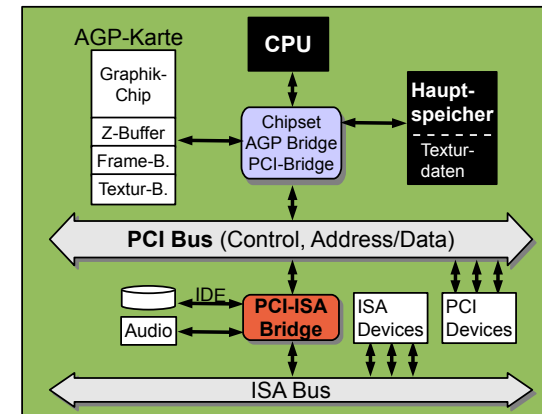 AGP-Karte
CPU
Graphik-
Chip
Z-Buffer
Frame-B.
Textur-B.
Chipset
AGP Bridge
PCI-Bridge
Haupt-
speicher
Textur-
daten
PCI Bus (Control, Address/Data)
IDE
Audio
PCI-ISA
Bridge
ISA
Devices
PCI
Devices
ISA Bus